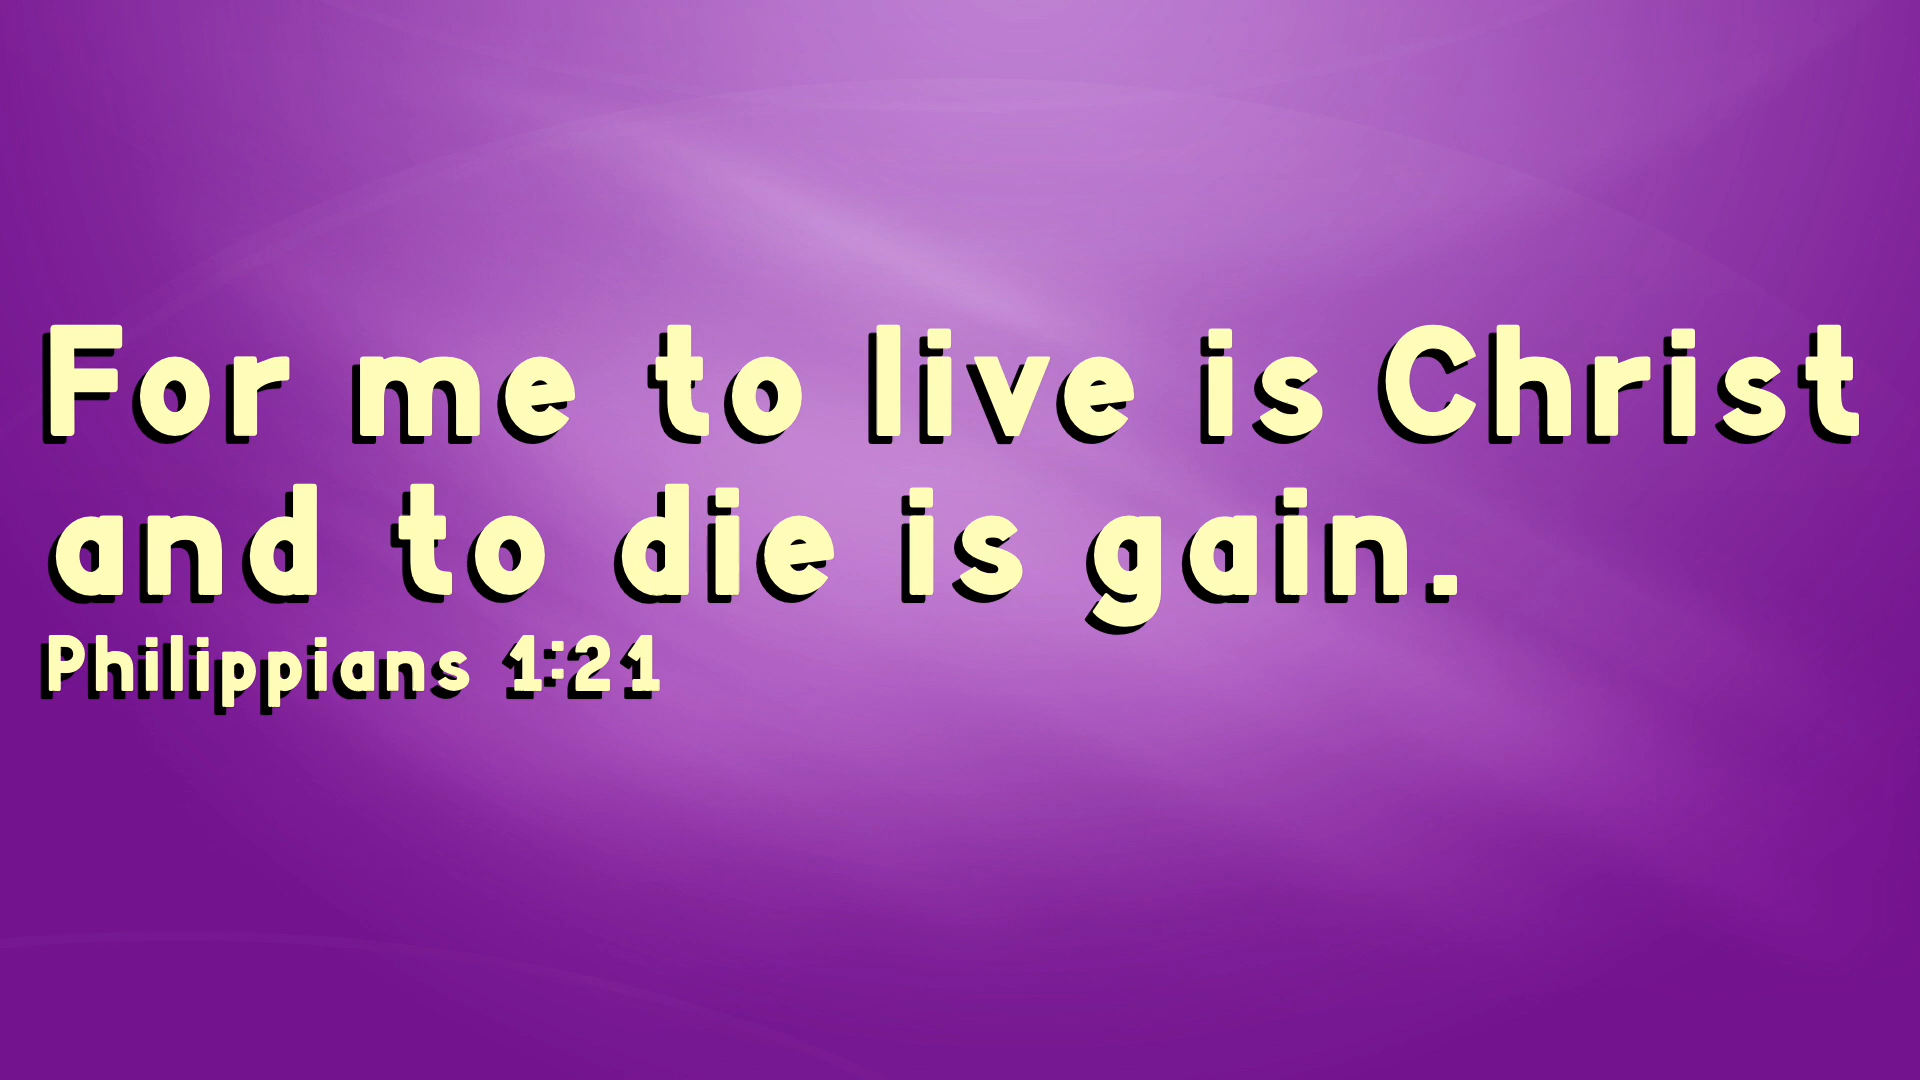 For me to live is Christ
and to die is gain.
Philippians 1:21